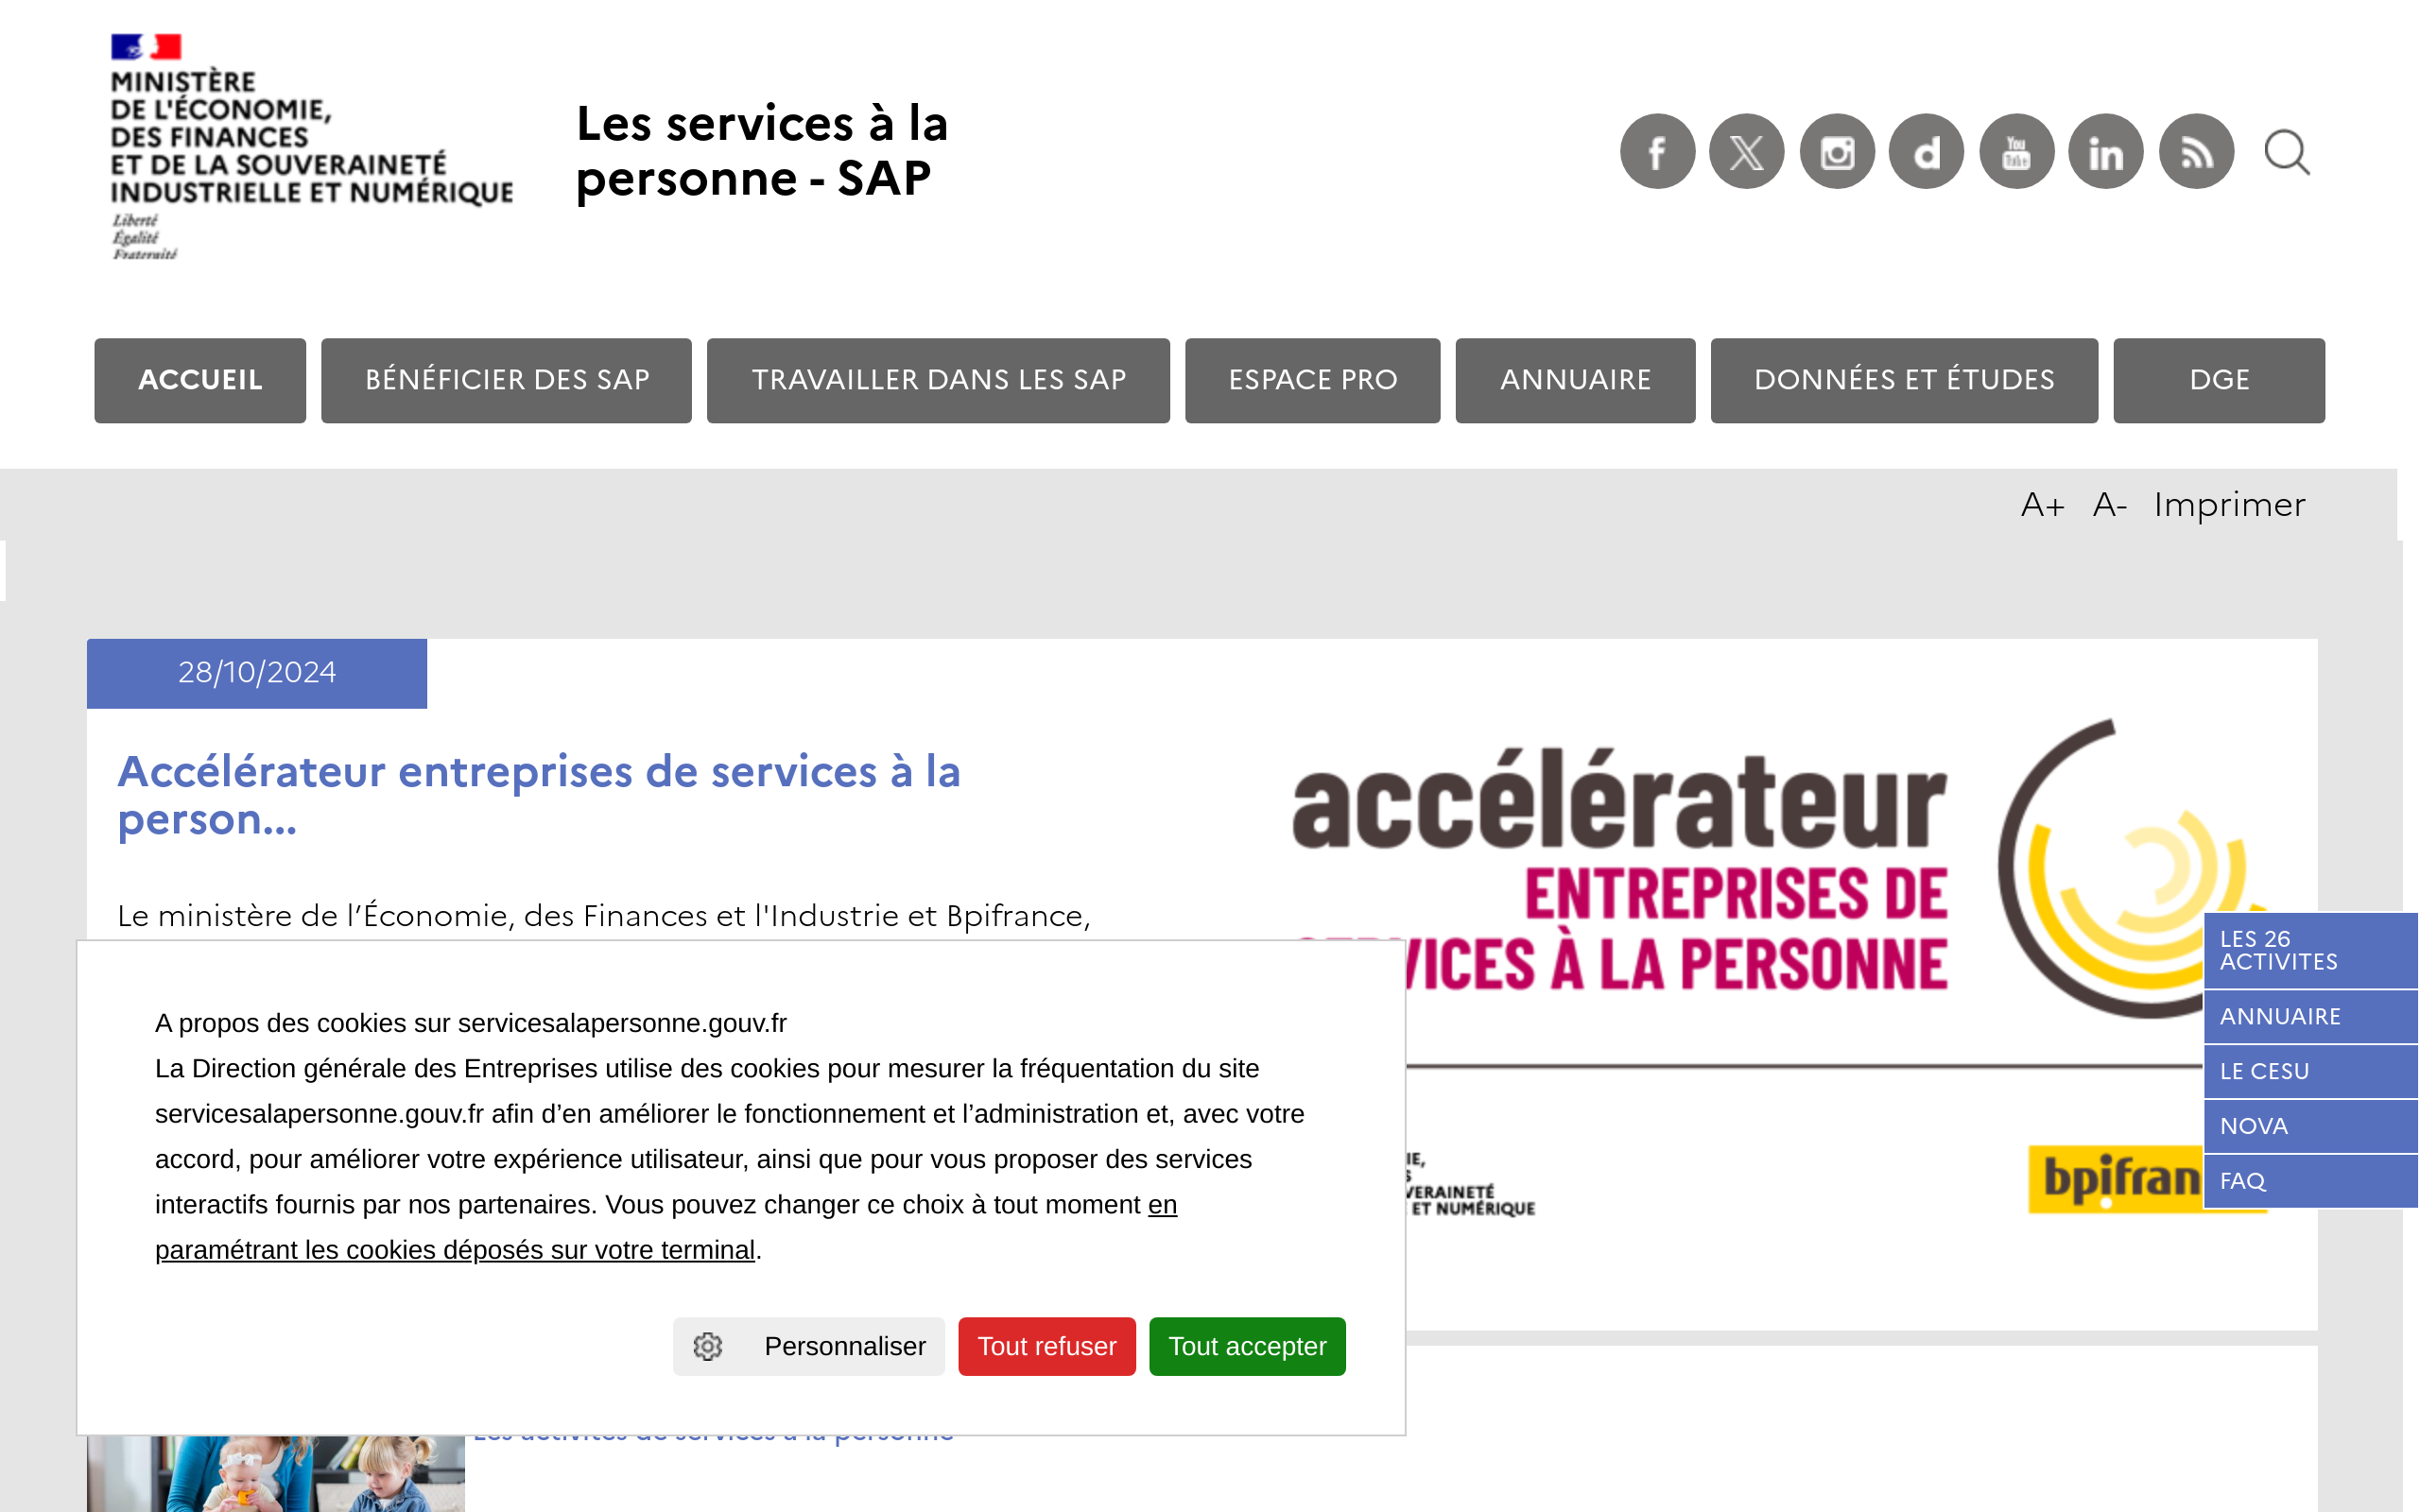 MINISTÈRE
DE L'ÉCONOMIE,
DES FINANCES
ET DE LA SOUVERAINETÉ
INDUSTRIELLE ET NUMÉRIQUE
Liberté
Égalité
Fraternité
Les services à la
personne - SAP
ACCUEIL
BÉNÉFICIER DES SAP
TRAVAILLER DANS LES SAP
ESPACE PRO
ANNUAIRE
DONNÉES ET ÉTUDES
DGE
A+ A- Imprimer
28/10/2024
Accélérateur entreprises de services à la
person...
Le ministère de l’Économie, des Finances et l'Industrie et Bpifrance,
accélérateur
ENTREPRISES DE
VICES À LA PERSONNE
IE,
S
VERAINETÉ
ET NUMÉRIQUE
bpifran
LES 26
ACTIVITES
ANNUAIRE
LE CESU
NOVA
FAQ
A propos des cookies sur servicesalapersonne.gouv.fr
La Direction générale des Entreprises utilise des cookies pour mesurer la fréquentation du site
servicesalapersonne.gouv.fr afin d’en améliorer le fonctionnement et l’administration et, avec votre
accord, pour améliorer votre expérience utilisateur, ainsi que pour vous proposer des services
interactifs fournis par nos partenaires. Vous pouvez changer ce choix à tout moment en
paramétrant les cookies déposés sur votre terminal.
Personnaliser
Tout refuser
Tout accepter
Les activités de services à la personne